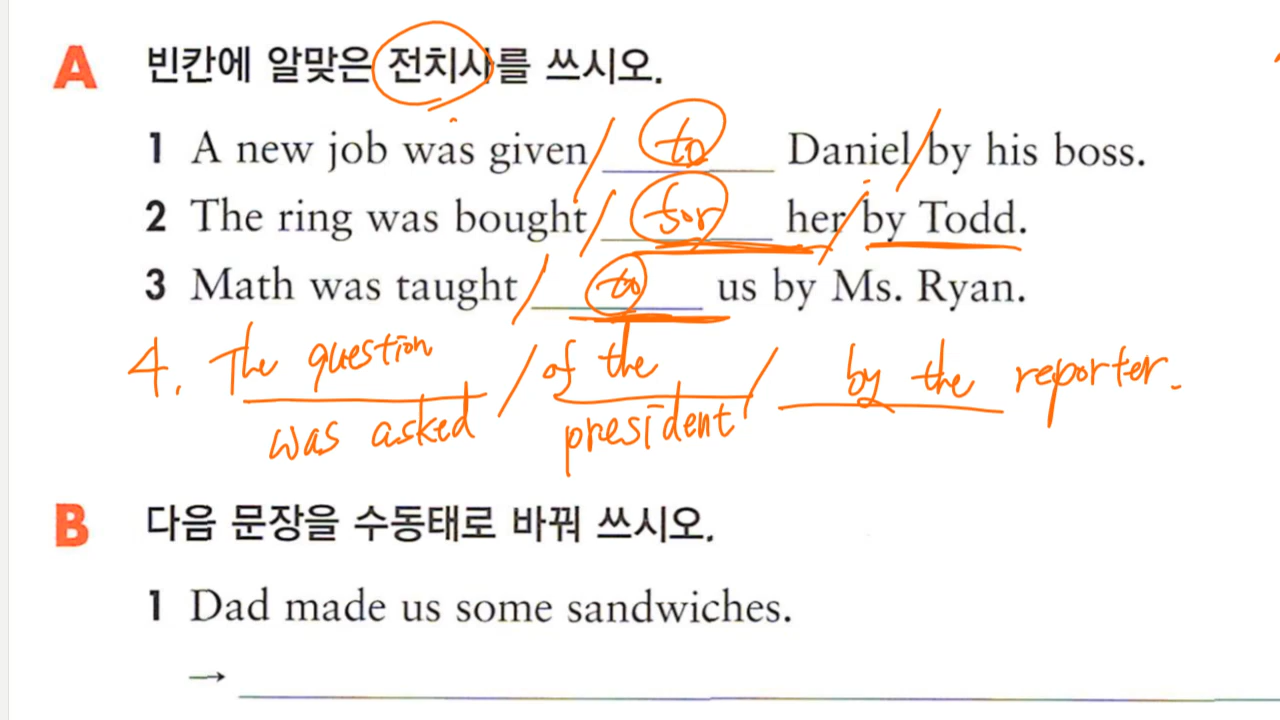 A 빈칸에 알맞은 전치사를 쓰시오.
1 A new job was given / to Daniel / by his boss.
2 The ring was bought / for her / by Todd.
3 Math was taught / to us by Ms. Ryan.
4. The question / of the / by the reporter.
was asked president
B 다음 문장을 수동태로 바꿔 쓰시오.
1 Dad made us some sandwiches.
→